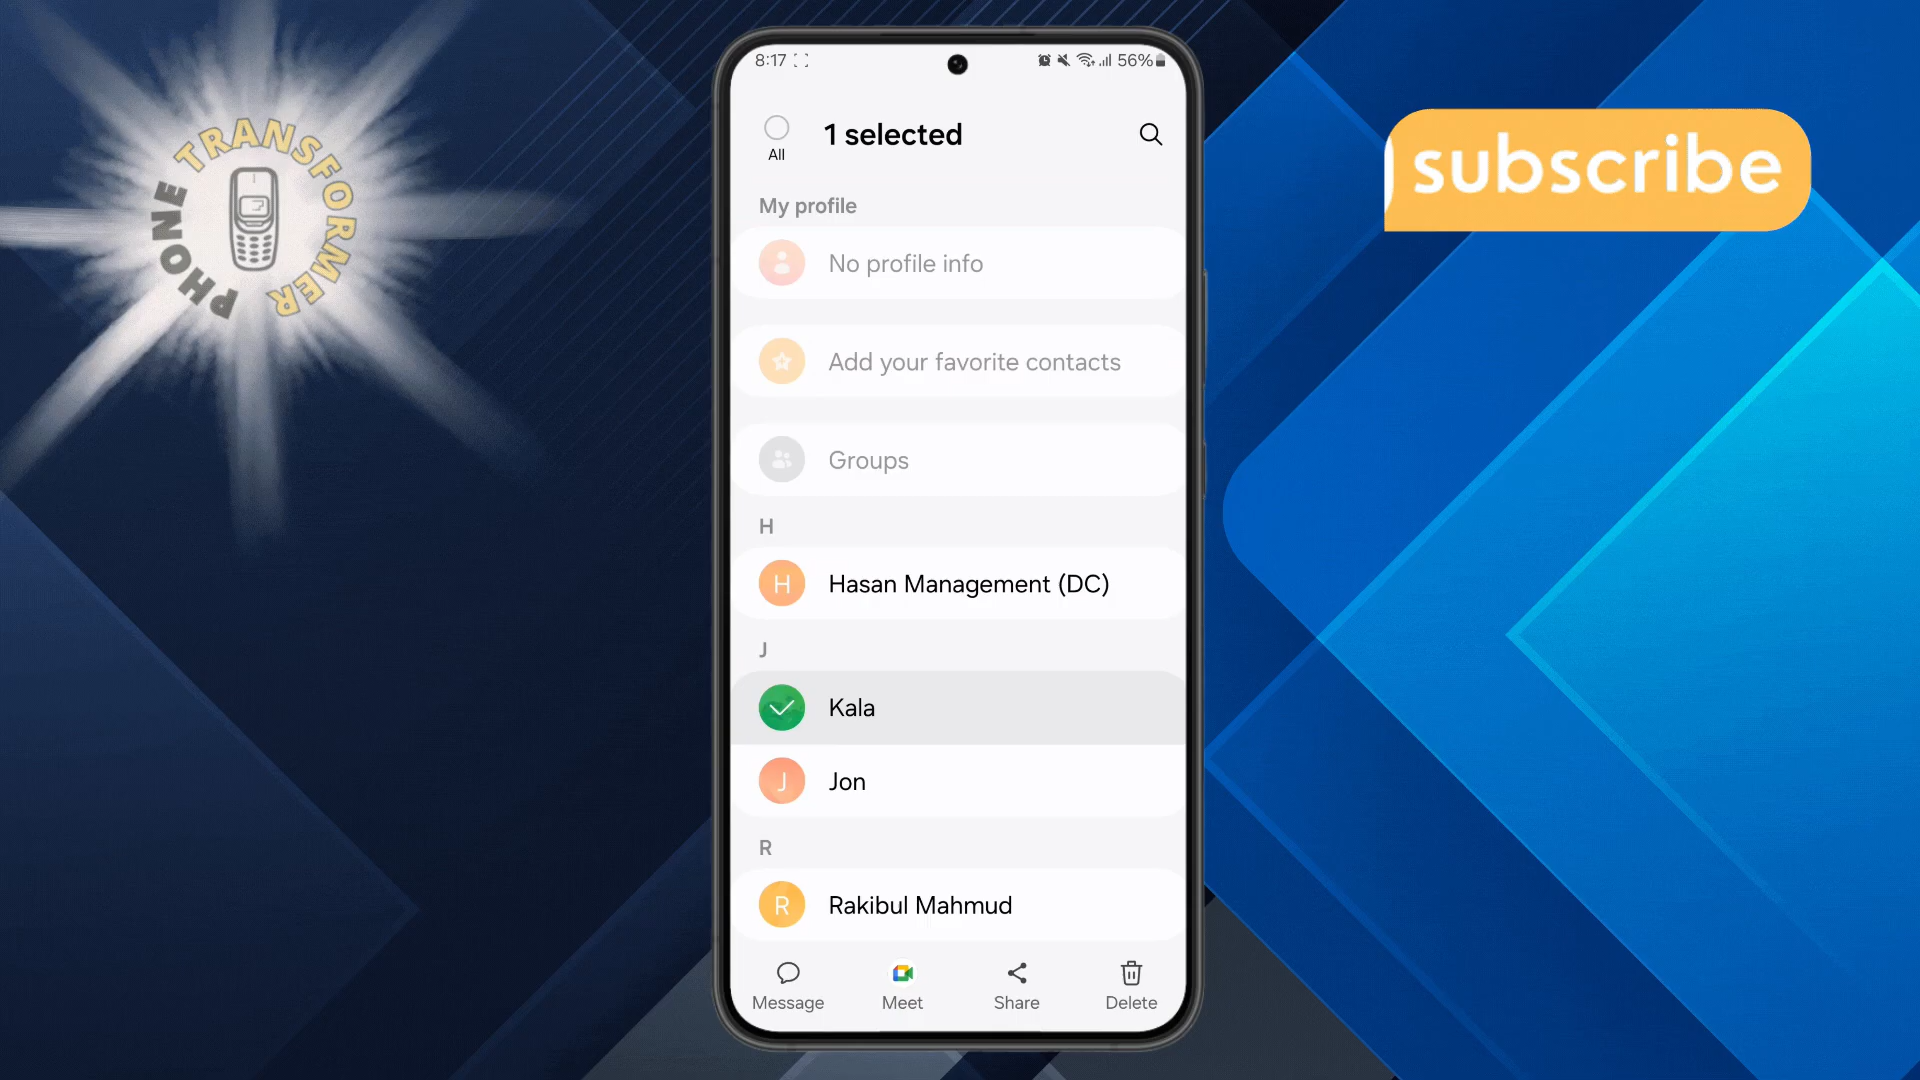 PHONE TRANSFORMER
subscribe
8:17
56%
All
1 selected
My profile
No profile info
Add your favorite contacts
Groups
H
H
Hasan Management (DC)
J
Kala
J
Jon
R
R
Rakibul Mahmud
Message
Meet
Share
Delete